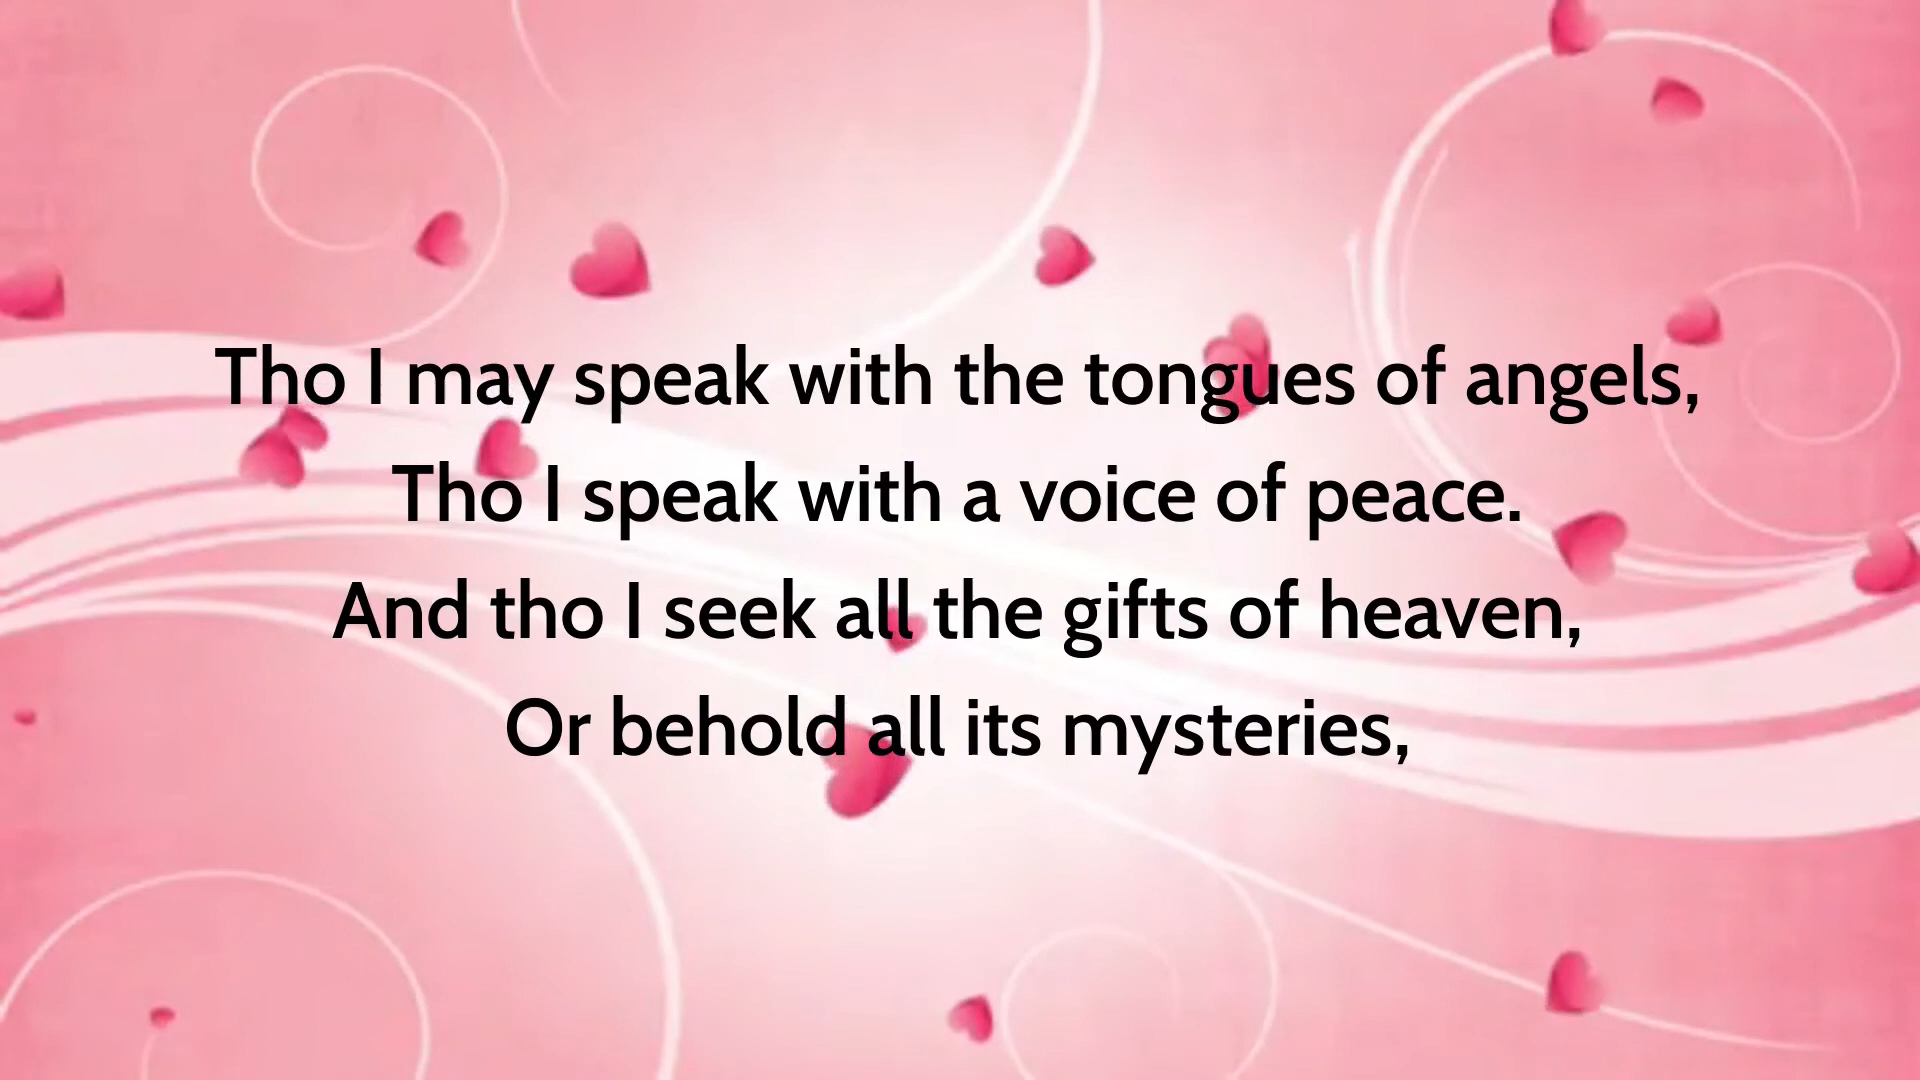 Tho I may speak with the tongues of angels,
Tho I speak with a voice of peace.
And tho I seek all the gifts of heaven,
Or behold all its mysteries,